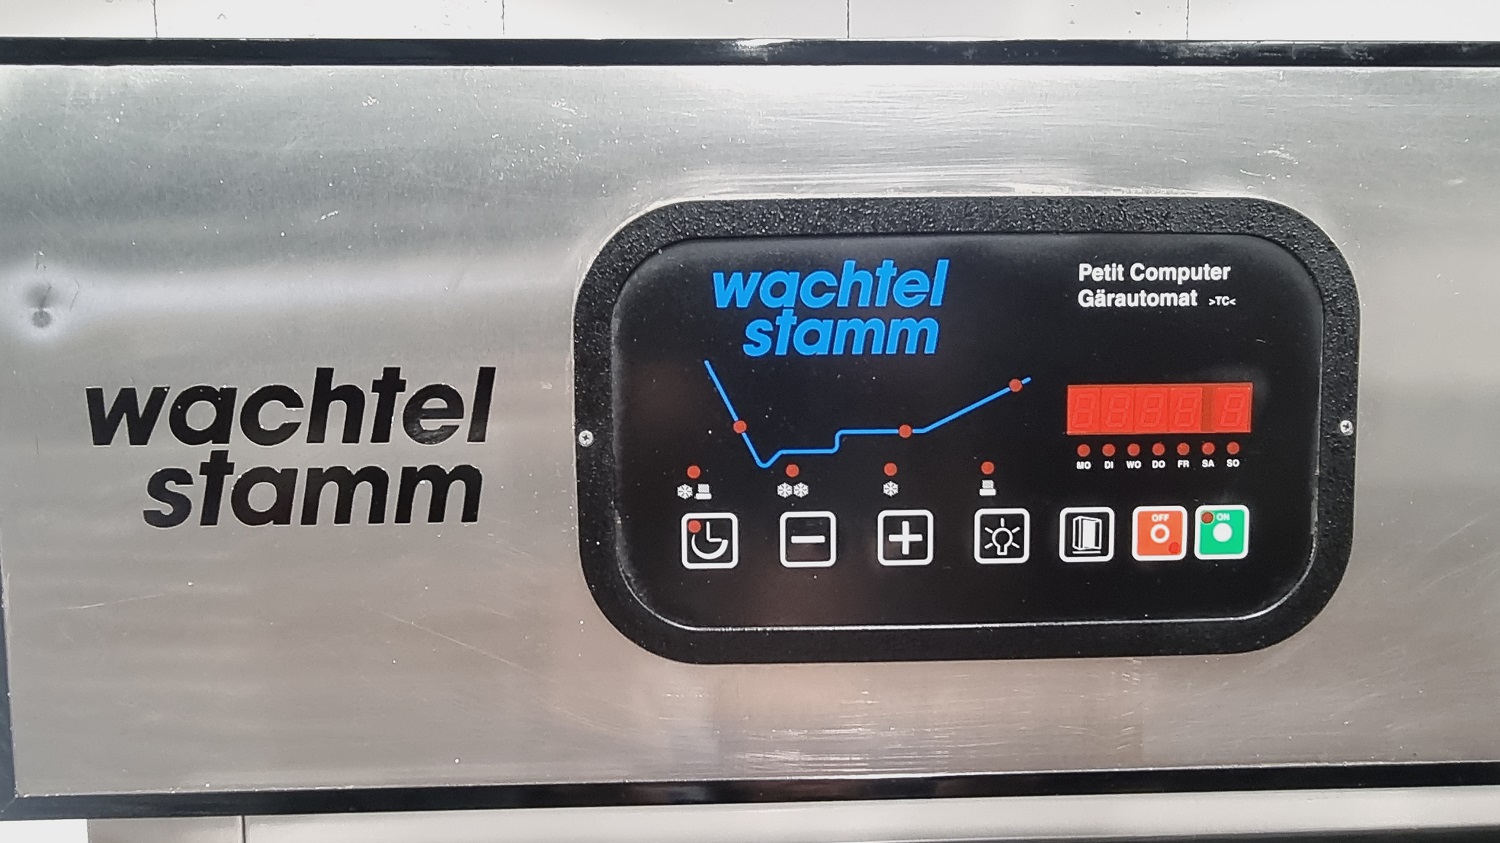 wachtel
stamm
wachtel
stamm
Petit Computer
Gärautomat >TC<
MO DI WO DO FR SA SO
OFF
ON